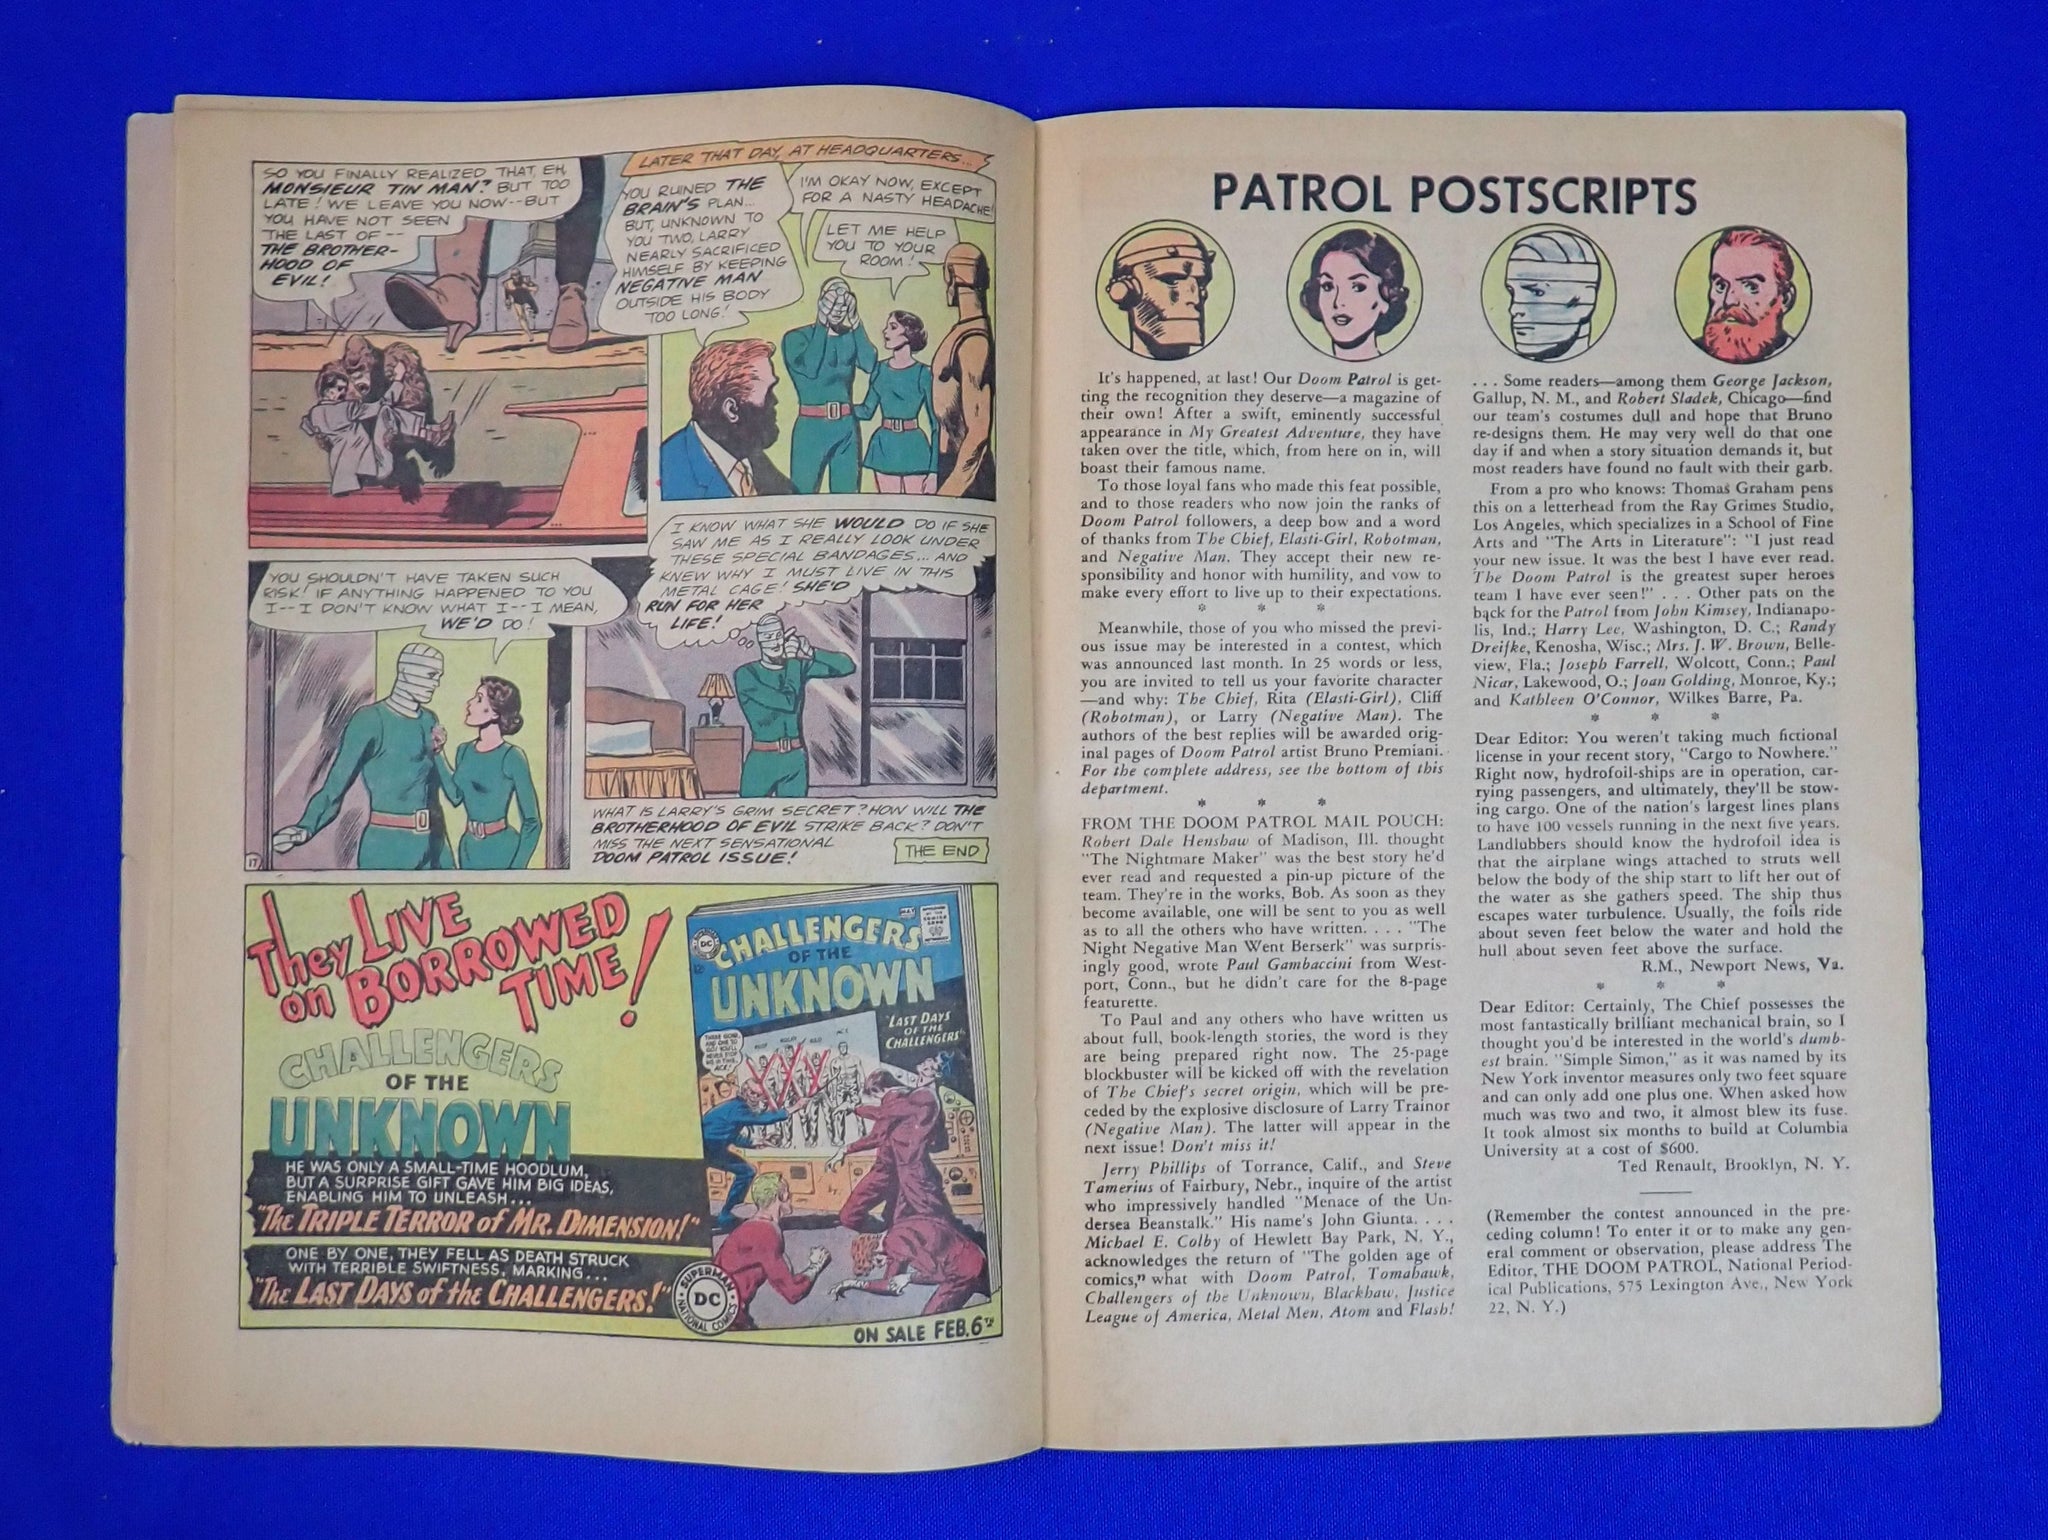 SO YOU FINALLY REALIZED THAT, EH,
MONSIEUR TIN MAN? BUT TOO
LATE! WE LEAVE YOU NOW--BUT
YOU HAVE NOT SEEN
THE LAST OF--
THE BROTHER-
HOOD OF
EVIL!
LATER THAT DAY, AT HEADQUARTERS...
YOU RUINED THE
BRAIN'S PLAN...
BUT, UNKNOWN TO
YOU TWO, LARRY
NEARLY SACRIFICED
HIMSELF BY KEEPING
NEGATIVE MAN
OUTSIDE HIS BODY
TOO LONG!
I'M OKAY NOW, EXCEPT
FOR A NASTY HEADACHE!
LET ME HELP
YOU TO YOUR
ROOM!
YOU SHOULDN'T HAVE TAKEN SUCH
RISK! IF ANYTHING HAPPENED TO YOU
I--I DON'T KNOW WHAT I--I MEAN,
WE'D DO!
I KNOW WHAT SHE WOULD DO IF SHE
SAW ME AS I REALLY LOOK UNDER
THESE SPECIAL BANDAGES... AND
KNEW WHY I MUST LIVE IN THIS
METAL CAGE! SHE'D
RUN FOR HER
LIFE!
WHAT IS LARRY'S GRIM SECRET? HOW WILL THE
BROTHERHOOD OF EVIL STRIKE BACK? DON'T
MISS THE NEXT SENSATIONAL
DOOM PATROL ISSUE!
THE END
17
They LIVE
on BORROWED
TIME!
CHALLENGERS
OF THE
UNKNOWN
HE WAS ONLY A SMALL-TIME HOODLUM,
BUT A SURPRISE GIFT GAVE HIM BIG IDEAS,
ENABLING HIM TO UNLEASH...
"The TRIPLE TERROR of MR. DIMENSION!"
ONE BY ONE, THEY FELL AS DEATH STRUCK
WITH TERRIBLE SWIFTNESS, MARKING...
"The LAST DAYS of the CHALLENGERS!"
SUPERMAN
DC
NATIONAL COMICS
DC
MAY
CHALLENGERS
OF THE
UNKNOWN
"LAST DAYS
OF THE
CHALLENGERS!"
ACE
ON SALE FEB. 6TH
PATROL POSTSCRIPTS
It's happened, at last! Our Doom Patrol is get-
ting the recognition they deserve—a magazine of
their own! After a swift, eminently successful
appearance in My Greatest Adventure, they have
taken over the title, which, from here on in, will
boast their famous name.
To those loyal fans who made this feat possible,
and to those readers who now join the ranks of
Doom Patrol followers, a deep bow and a word
of thanks from The Chief, Elasti-Girl, Robotman,
and Negative Man. They accept their new re-
sponsibility and honor with humility, and vow to
make every effort to live up to their expectations.
* * *
Meanwhile, those of you who missed the previ-
ous issue may be interested in a contest, which
was announced last month. In 25 words or less,
you are invited to tell us your favorite character
—and why: The Chief, Rita (Elasti-Girl), Cliff
(Robotman), or Larry (Negative Man). The
authors of the best replies will be awarded orig-
inal pages of Doom Patrol artist Bruno Premiani.
For the complete address, see the bottom of this
department.
* * *
FROM THE DOOM PATROL MAIL POUCH:
Robert Dale Henshaw of Madison, Ill. thought
"The Nightmare Maker" was the best story he'd
ever read and requested a pin-up picture of the
team. They're in the works, Bob. As soon as they
become available, one will be sent to you as well
as to all the others who have written. . . . "The
Night Negative Man Went Berserk" was surpris-
ingly good, wrote Paul Gambaccini from West-
port, Conn., but he didn't care for the 8-page
featurette.
To Paul and any others who have written us
about full, book-length stories, the word is they
are being prepared right now. The 25-page
blockbuster will be kicked off with the revelation
of The Chief's secret origin, which will be pre-
ceded by the explosive disclosure of Larry Trainor
(Negative Man). The latter will appear in the
next issue! Don't miss it!
Jerry Phillips of Torrance, Calif., and Steve
Tamerius of Fairbury, Nebr., inquire of the artist
who impressively handled "Menace of the Un-
dersea Beanstalk." His name's John Giunta. . . .
Michael E. Colby of Hewlett Bay Park, N. Y.,
acknowledges the return of "The golden age of
comics," what with Doom Patrol, Tomahawk,
Challengers of the Unknown, Blackhaw, Justice
League of America, Metal Men, Atom and Flash!
. . . Some readers—among them George Jackson,
Gallup, N. M., and Robert Sladek, Chicago—find
our team's costumes dull and hope that Bruno
re-designs them. He may very well do that one
day if and when a story situation demands it, but
most readers have found no fault with their garb.
From a pro who knows: Thomas Graham pens
this on a letterhead from the Ray Grimes Studio,
Los Angeles, which specializes in a School of Fine
Arts and "The Arts in Literature": "I just read
your new issue. It was the best I have ever read.
The Doom Patrol is the greatest super heroes
team I have ever seen!" . . . Other pats on the
back for the Patrol from John Kimsey, Indianapo-
lis, Ind.; Harry Lee, Washington, D. C.; Randy
Dreifke, Kenosha, Wisc.; Mrs. J. W. Brown, Belle-
view, Fla.; Joseph Farrell, Wolcott, Conn.; Paul
Nicar, Lakewood, O.; Joan Golding, Monroe, Ky.;
and Kathleen O'Connor, Wilkes Barre, Pa.
* * *
Dear Editor: You weren't taking much fictional
license in your recent story, "Cargo to Nowhere."
Right now, hydrofoil-ships are in operation, car-
rying passengers, and ultimately, they'll be stow-
ing cargo. One of the nation's largest lines plans
to have 100 vessels running in the next five years.
Landlubbers should know the hydrofoil idea is
that the airplane wings attached to struts well
below the body of the ship start to lift her out of
the water as she gathers speed. The ship thus
escapes water turbulence. Usually, the foils ride
about seven feet below the water and hold the
hull about seven feet above the surface.
R.M., Newport News, Va.
* * *
Dear Editor: Certainly, The Chief possesses the
most fantastically brilliant mechanical brain, so I
thought you'd be interested in the world's dumb-
est brain. "Simple Simon," as it was named by its
New York inventor measures only two feet square
and can only add one plus one. When asked how
much was two and two, it almost blew its fuse.
It took almost six months to build at Columbia
University at a cost of $600.
Ted Renault, Brooklyn, N. Y.
(Remember the contest announced in the pre-
ceding column! To enter it or to make any gen-
eral comment or observation, please address The
Editor, THE DOOM PATROL, National Period-
ical Publications, 575 Lexington Ave., New York
22, N. Y.)